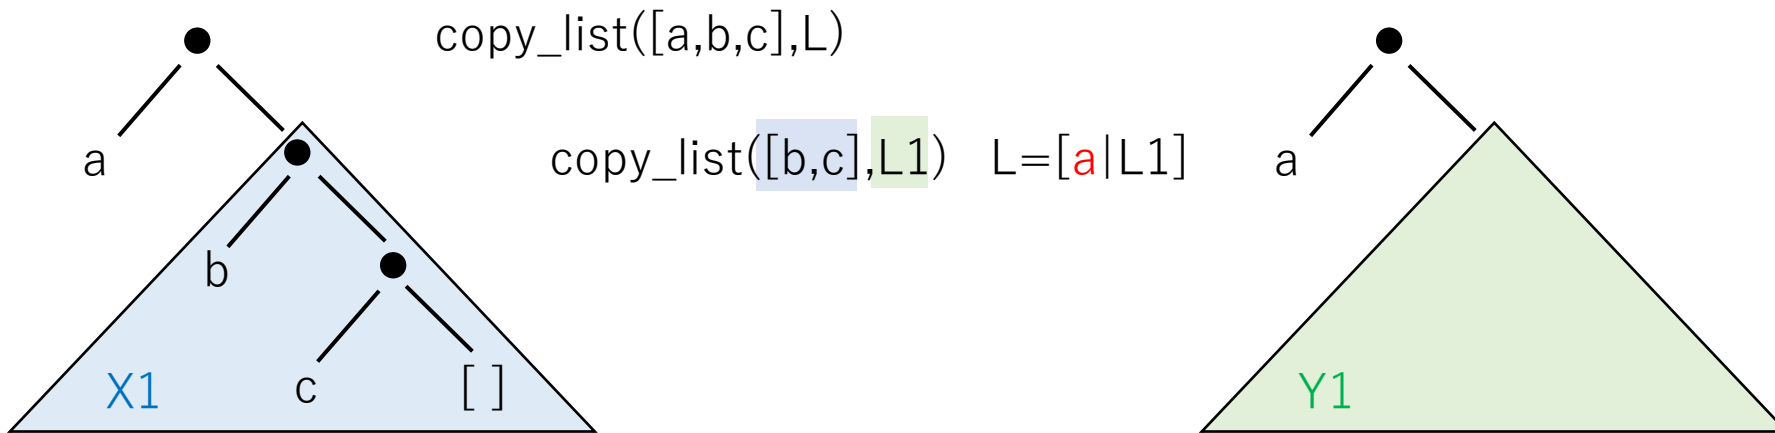 copy_list([a,b,c],L)
copy_list([b,c],L1) L=[a|L1]
a
b
c
[ ]
X1
a
Y1